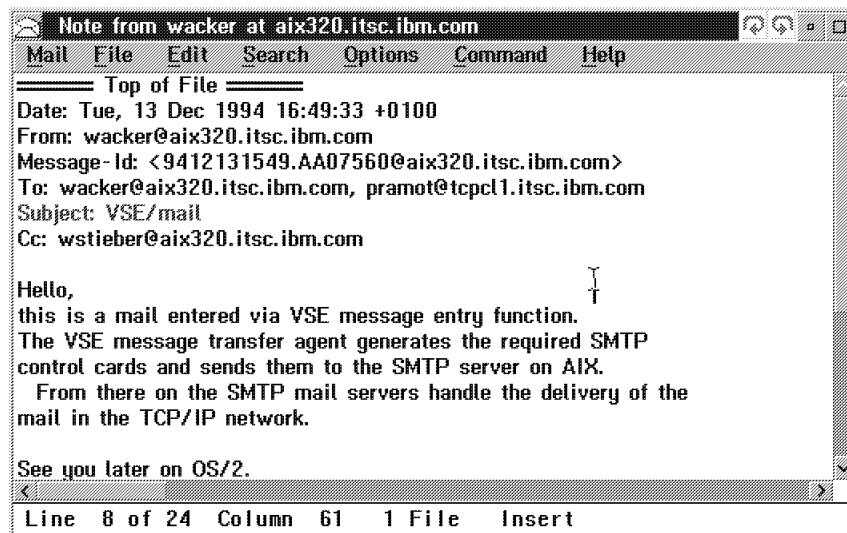 Note from wacker at aix320.itsc.ibm.com
Mail File Edit Search Options Command Help
===== Top of File =====
Date: Tue, 13 Dec 1994 16:49:33 +0100
From: wacker@aix320.itsc.ibm.com
Message-Id: <9412131549.AA07560@aix320.itsc.ibm.com>
To: wacker@aix320.itsc.ibm.com, pramot@tcpcl1.itsc.ibm.com
Subject: VSE/mail
Cc: wstieber@aix320.itsc.ibm.com
Hello,
this is a mail entered via VSE message entry function.
The VSE message transfer agent generates the required SMTP
control cards and sends them to the SMTP server on AIX.
From there on the SMTP mail servers handle the delivery of the
mail in the TCP/IP network.
See you later on OS/2.
Line 8 of 24 Column 61 1 File Insert